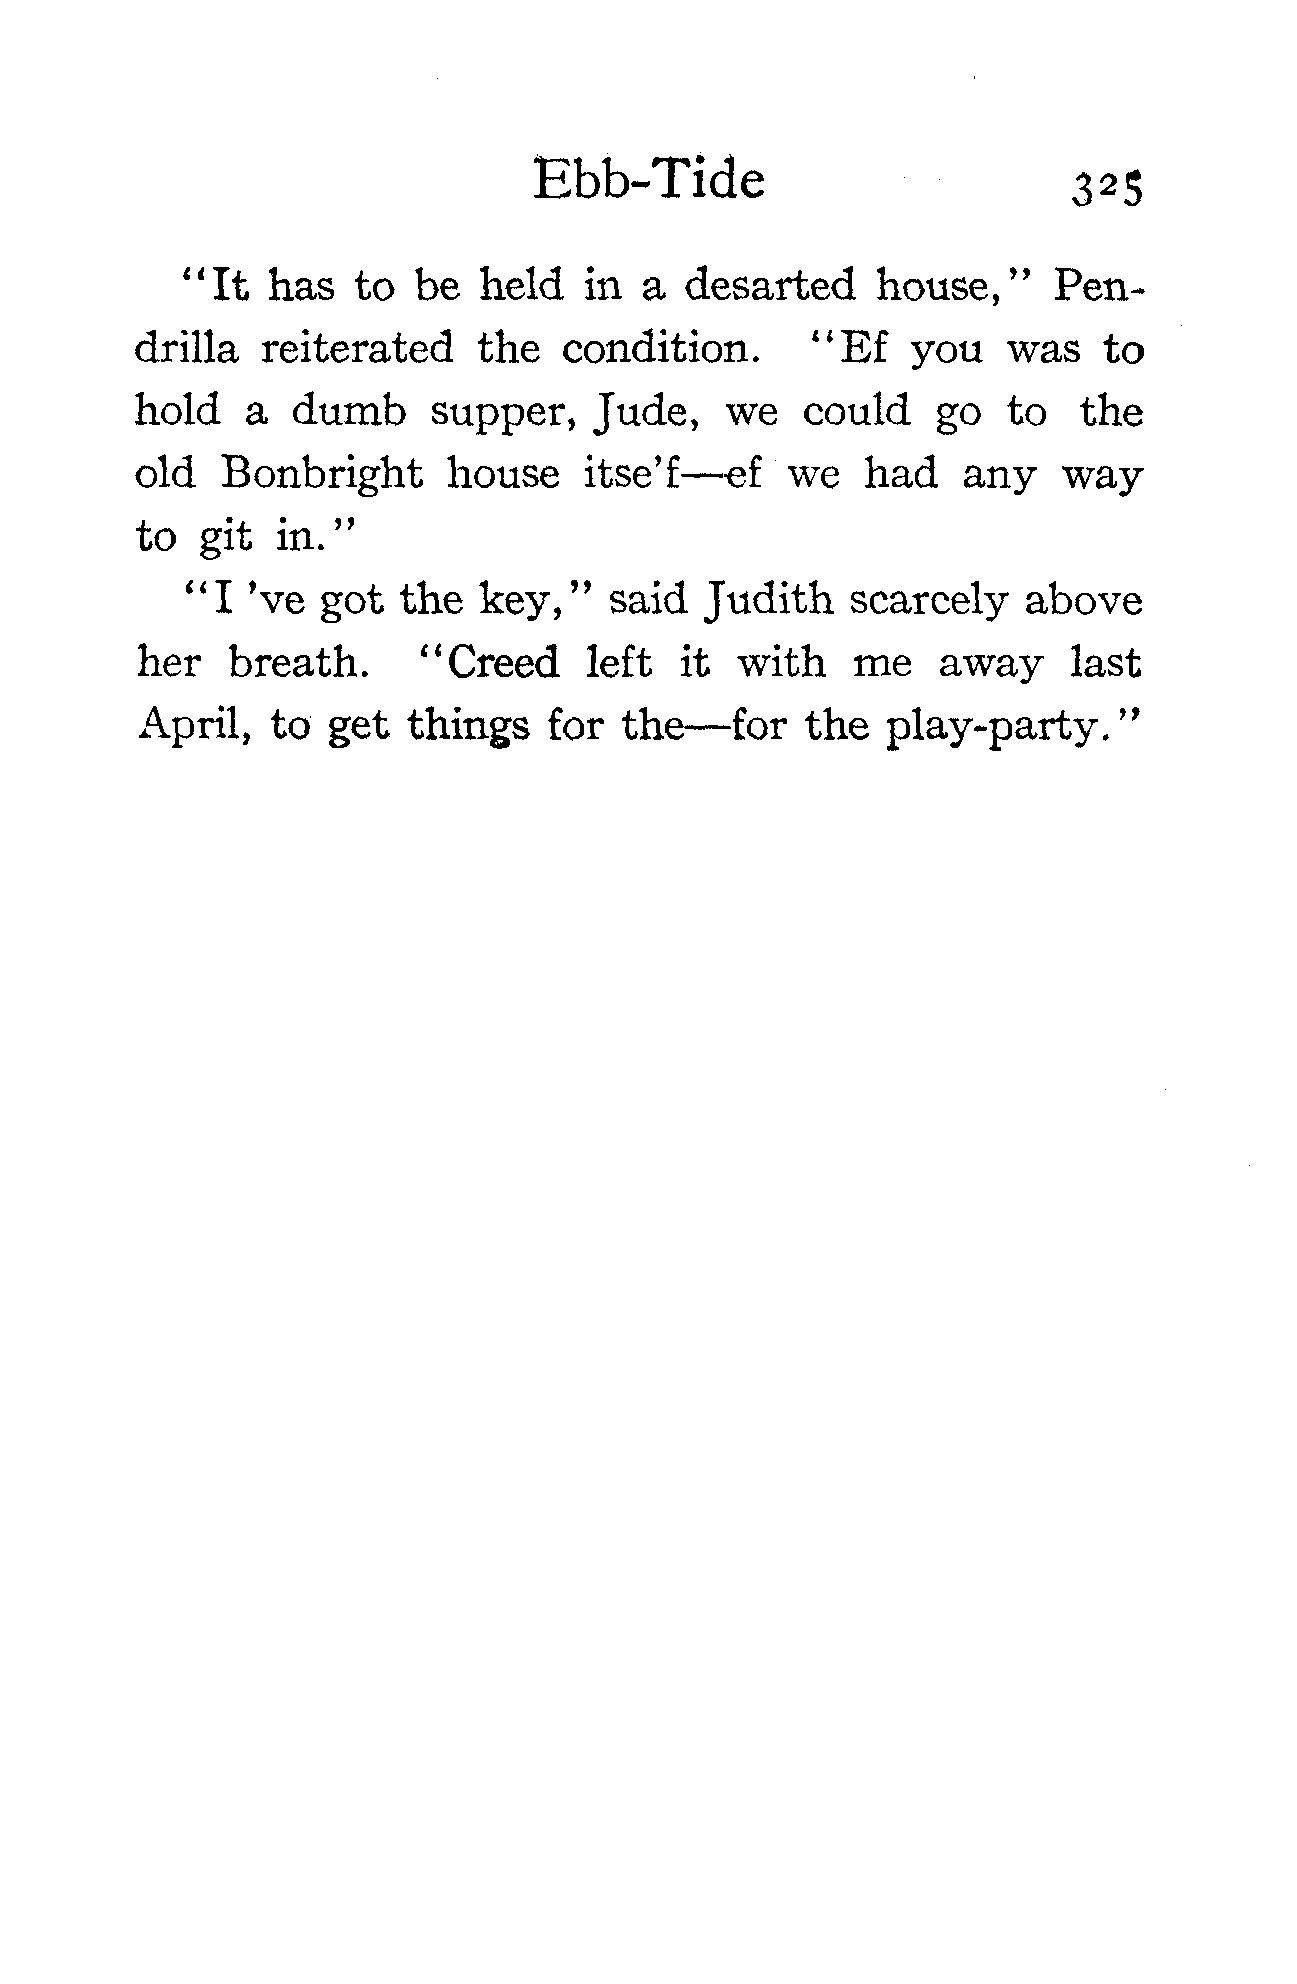 Ebb-Tide 325
“It has to be held in a desarted house,” Pen-
drilla reiterated the condition. “Ef you was to
hold a dumb supper, Jude, we could go to the
old Bonbright house itse’f—ef we had any way
to git in.”
“I ’ve got the key,” said Judith scarcely above
her breath. “Creed left it with me away last
April, to get things for the—for the play-party.”